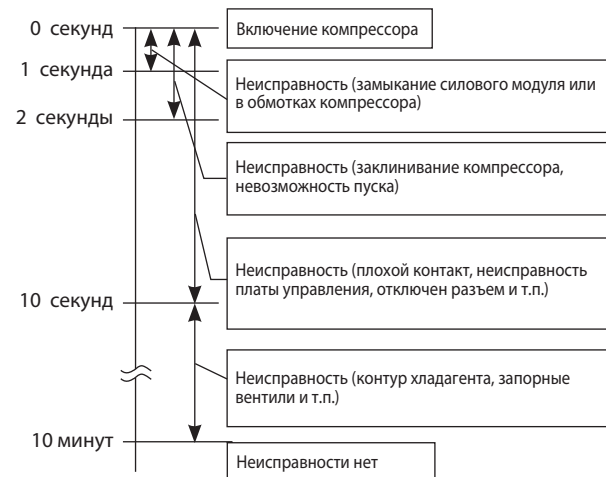 0 секунд
Включение компрессора
1 секунда
Неисправность (замыкание силового модуля или
в обмотках компрессора)
2 секунды
Неисправность (заклинивание компрессора,
невозможность пуска)
Неисправность (плохой контакт, неисправность
платы управления, отключен разъем и т.п.)
10 секунд
Неисправность (контур хладагента, запорные
вентили и т.п.)
10 минут
Неисправности нет